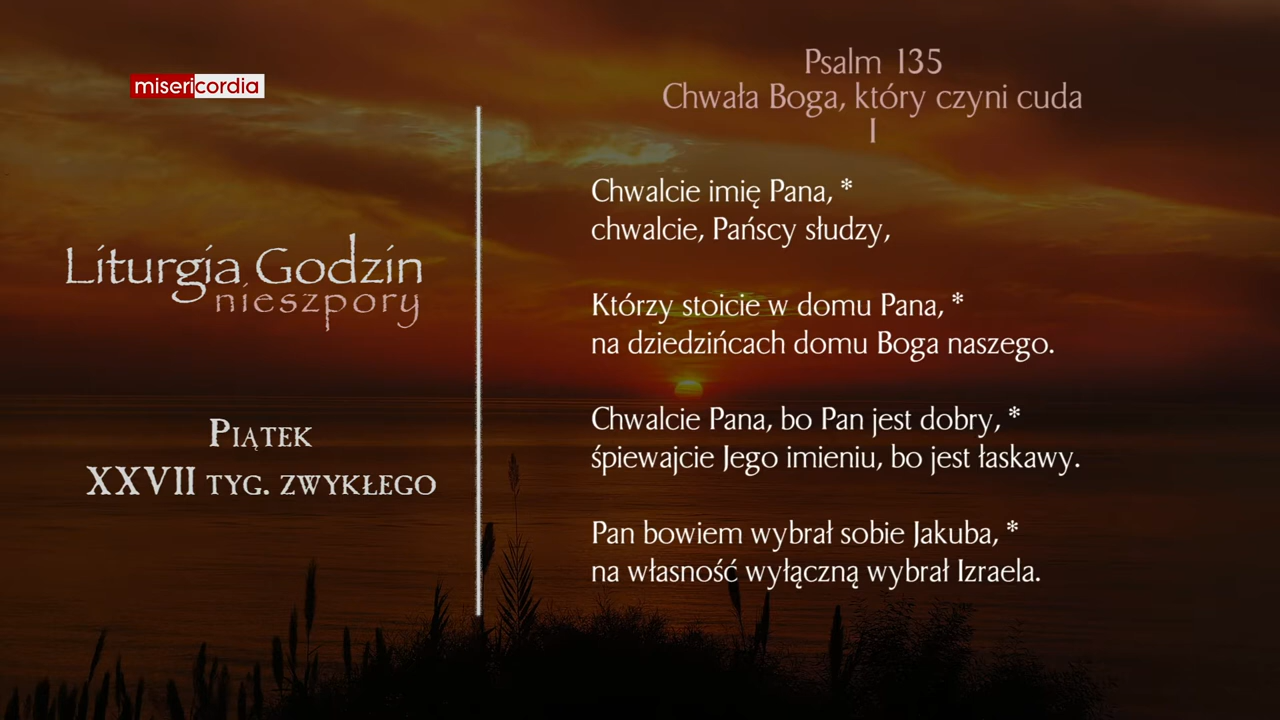 misericordia
Liturgia Godzin
nieszpory
Piątek
XXVII tyg. zwykłego
Psalm 135
Chwała Boga, który czyni cuda
I
Chwalcie imię Pana, *
chwalcie, Pańscy słudzy,
Którzy stoicie w domu Pana, *
na dziedzińcach domu Boga naszego.
Chwalcie Pana, bo Pan jest dobry, *
śpiewajcie Jego imieniu, bo jest łaskawy.
Pan bowiem wybrał sobie Jakuba, *
na własność wyłączną wybrał Izraela.